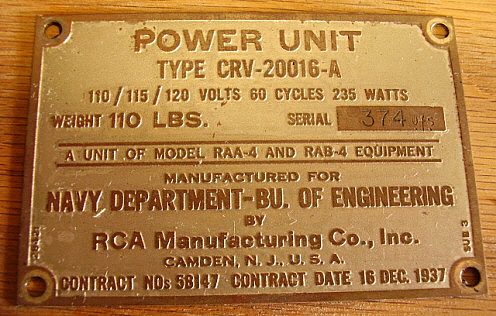 POWER UNIT
TYPE CRV-20016-A
110/115/120 VOLTS 60 CYCLES 235 WATTS
WEIGHT 110 LBS. SERIAL 374
A UNIT OF MODEL RAA-4 AND RAB-4 EQUIPMENT
MANUFACTURED FOR
NAVY DEPARTMENT-BU. OF ENGINEERING
BY
RCA Manufacturing Co., Inc.
CAMDEN, N.J., U.S.A.
CONTRACT NOs 58147 CONTRACT DATE 16 DEC. 1937
SUB 3